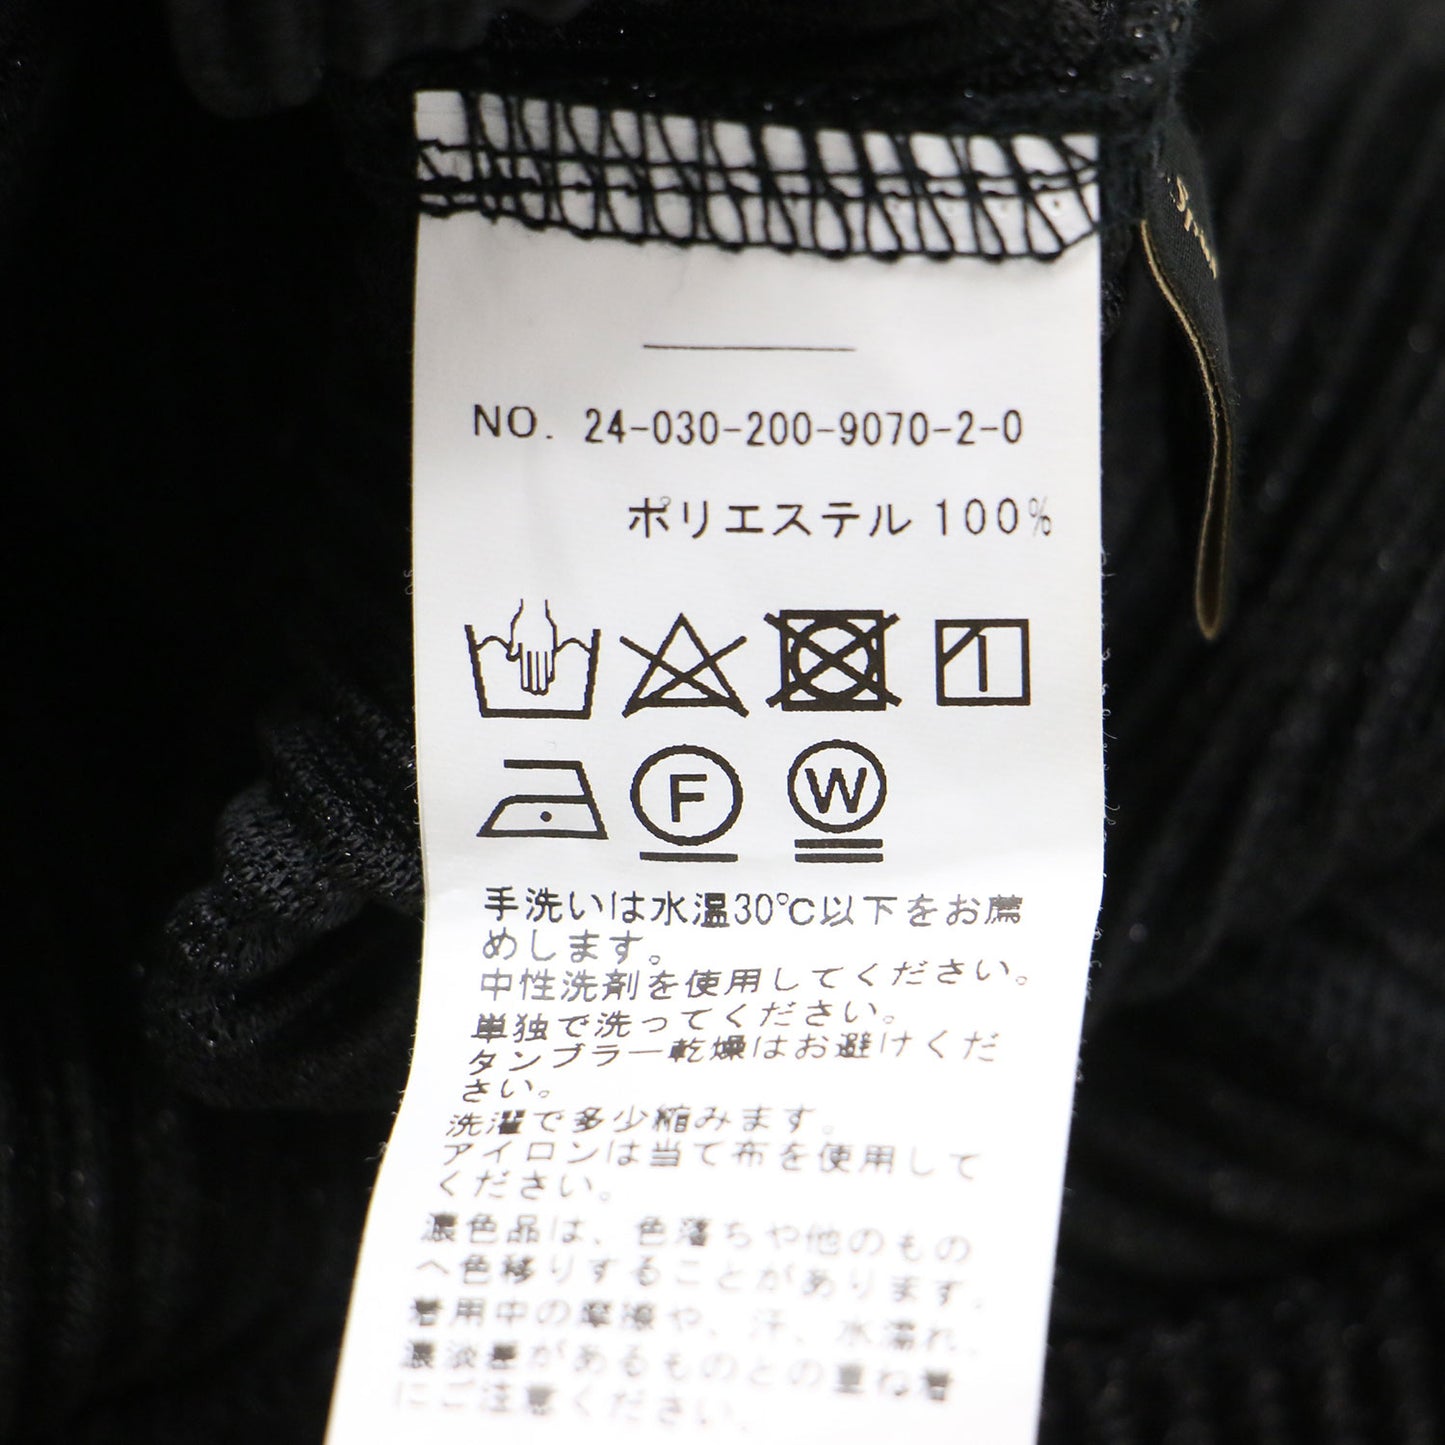 NO. 24-030-200-9070-2-0
ポリエステル 100%
F
W
手洗いは水温30℃以下をお薦
めします。
中性洗剤を使用してください。
単独で洗ってください。
タンブラー乾燥はお避けくだ
さい。
洗濯で多少縮みます。
アイロンは当て布を使用して
ください。
濃色品は、色落ちや他のもの
へ色移りすることがあります。
着用中の摩擦や、汗、水濡れ、
濃淡差があるものとの重ね着
にご注意ください。